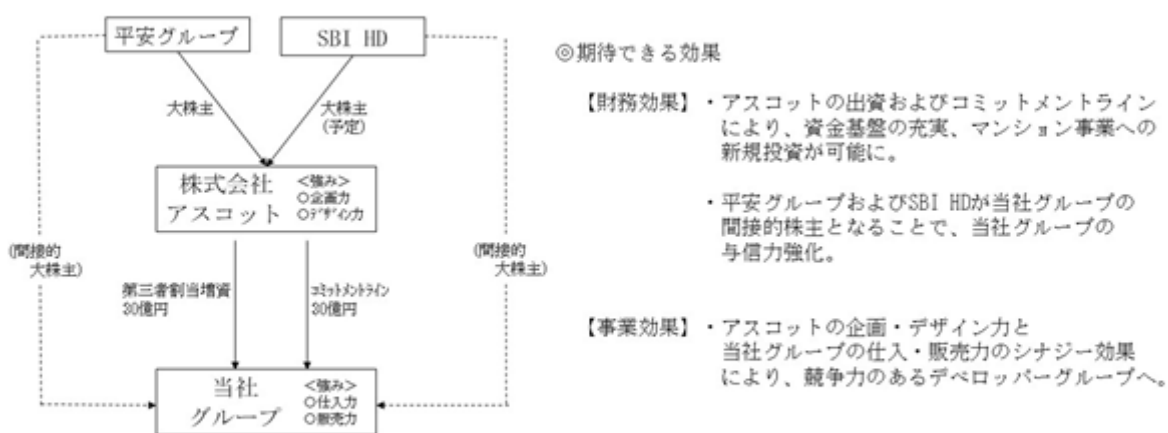 平安グループ
SBI HD
大株主
大株主
(予定)
株式会社
アスコット
<強み>
○企画力
○デザイン力
(間接的
大株主)
(間接的
大株主)
第三者割当増資
30億円
コミットメントライン
30億円
当社
グループ
<強み>
○仕入力
○販売力
◎期待できる効果
【財務効果】・アスコットの出資およびコミットメントライン
により、資金基盤の充実、マンション事業への
新規投資が可能に。
・平安グループおよびSBI HDが当社グループの
間接的株主となることで、当社グループの
与信力強化。
【事業効果】・アスコットの企画・デザイン力と
当社グループの仕入・販売力のシナジー効果
により、競争力のあるデベロッパーグループへ。